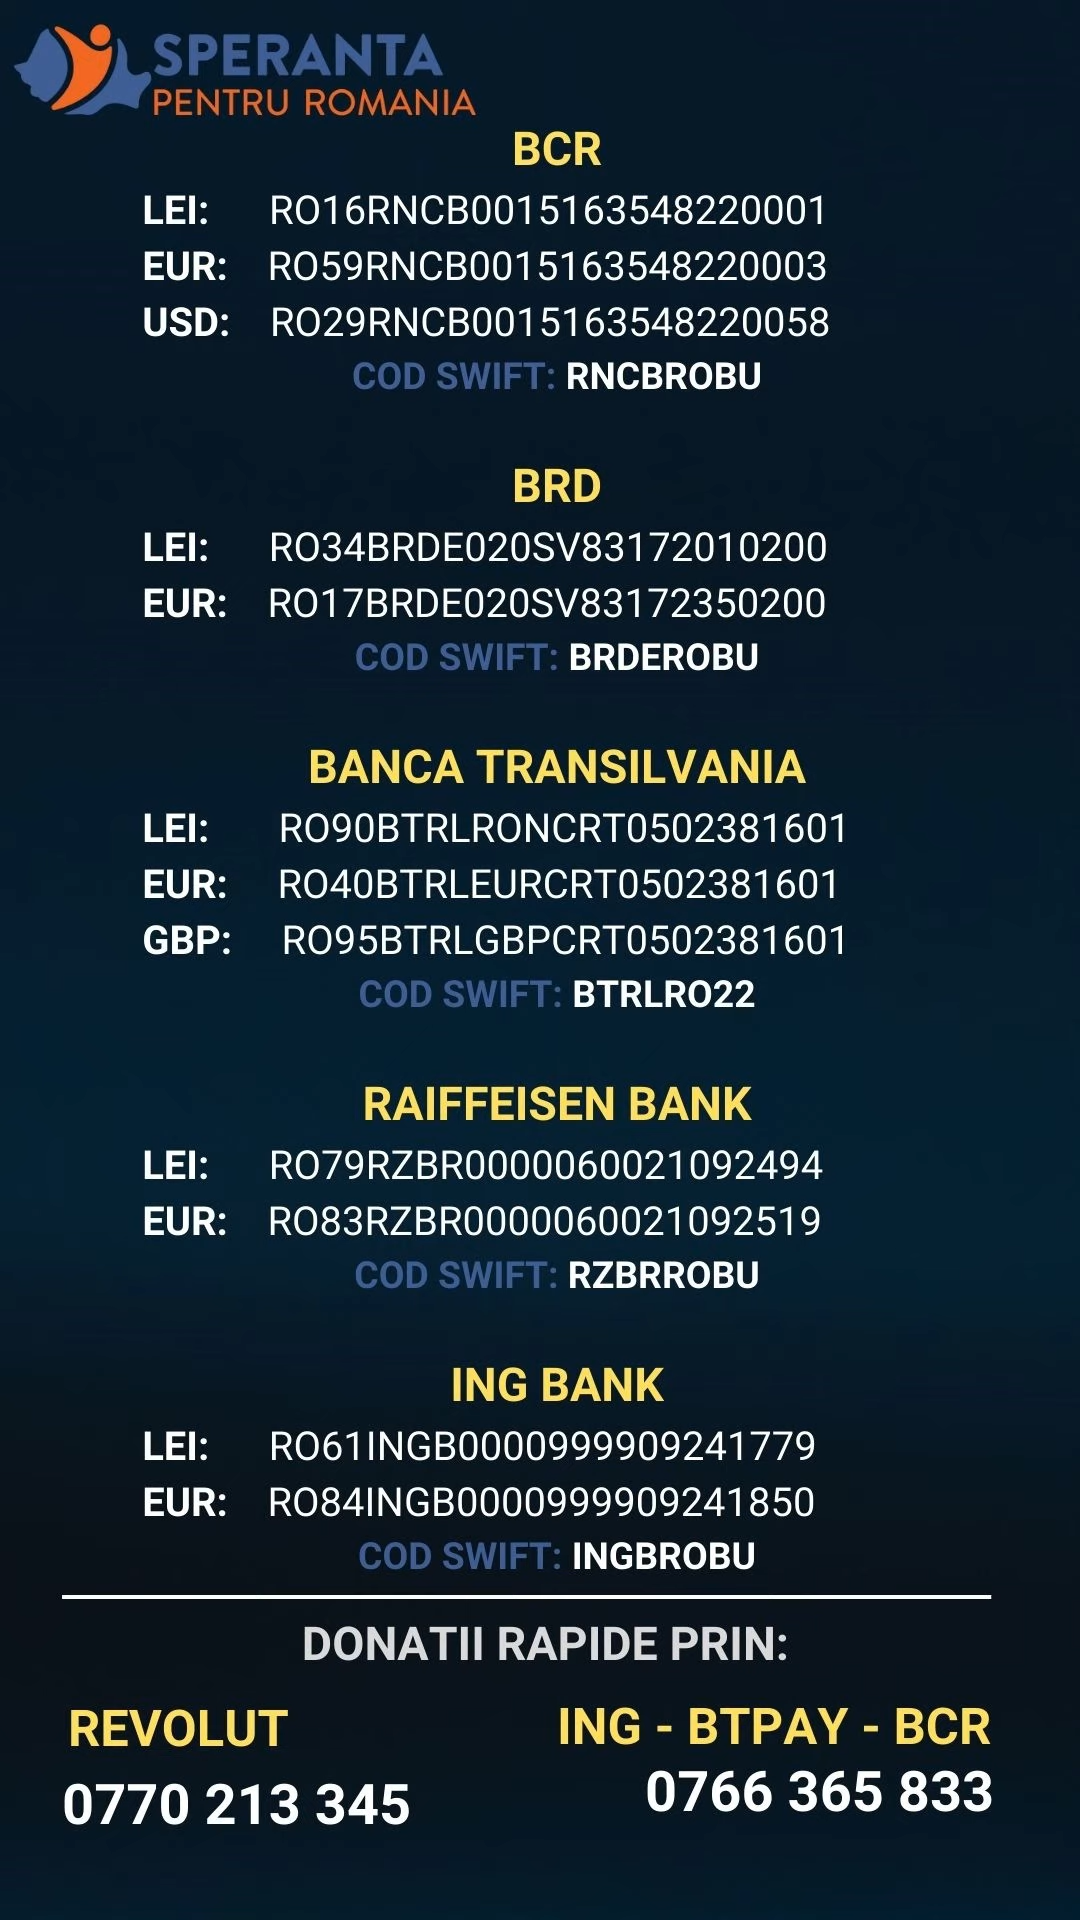 SPERANTA
PENTRU ROMANIA
BCR
LEI: RO16RNCB0015163548220001
EUR: RO59RNCB0015163548220003
USD: RO29RNCB0015163548220058
COD SWIFT: RNCBROBU
BRD
LEI: RO34BRDE020SV83172010200
EUR: RO17BRDE020SV83172350200
COD SWIFT: BRDEROBU
BANCA TRANSILVANIA
LEI: RO90BTRLRONCRT0502381601
EUR: RO40BTRLEURCRT0502381601
GBP: RO95BTRLGBPCRT0502381601
COD SWIFT: BTRLRO22
RAIFFEISEN BANK
LEI: RO79RZBR0000060021092494
EUR: RO83RZBR0000060021092519
COD SWIFT: RZBRROBU
ING BANK
LEI: RO61INGB0000999909241779
EUR: RO84INGB0000999909241850
COD SWIFT: INGBROBU
DONATII RAPIDE PRIN:
REVOLUT
0770 213 345
ING - BTPAY - BCR
0766 365 833